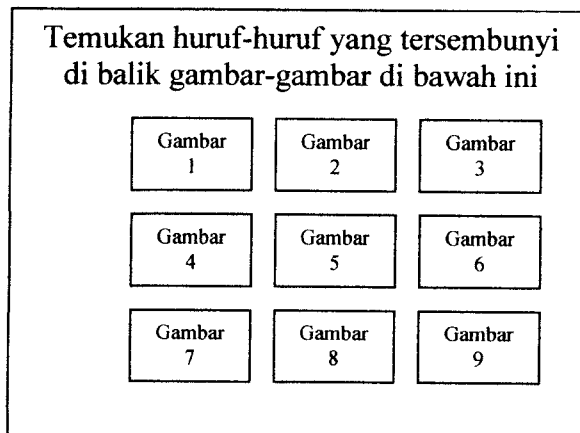 Temukan huruf-huruf yang tersembunyi
di balik gambar-gambar di bawah ini
Gambar Gambar Gambar
1 2 3
Gambar Gambar Gambar
4 5 6
Gambar Gambar Gambar
7 8 9